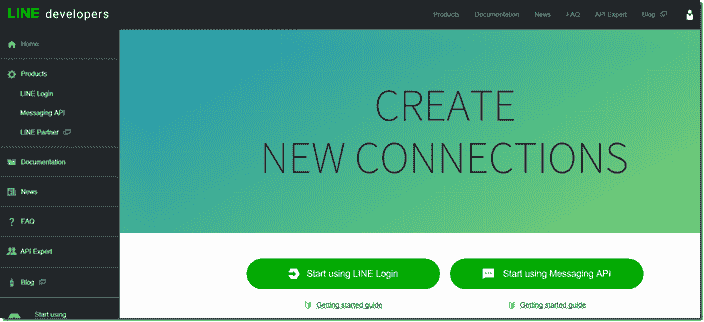 LINE developers
Products Documentation News FAQ API Expert Blog
Home
Products
LINE Login
Messaging API
LINE Partner
Documentation
News
FAQ
API Expert
Blog
Start using
CREATE
NEW CONNECTIONS
Start using LINE Login
Start using Messaging API
Getting started guide
Getting started guide